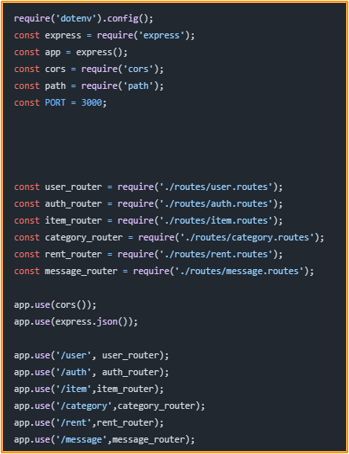 require('dotenv').config();
const express = require('express');
const app = express();
const cors = require('cors');
const path = require('path');
const PORT = 3000;
const user_router = require('./routes/user.routes');
const auth_router = require('./routes/auth.routes');
const item_router = require('./routes/item.routes');
const category_router = require('./routes/category.routes');
const rent_router = require('./routes/rent.routes');
const message_router = require('./routes/message.routes');
app.use(cors());
app.use(express.json());
app.use('/user', user_router);
app.use('/auth', auth_router);
app.use('/item',item_router);
app.use('/category',category_router);
app.use('/rent',rent_router);
app.use('/message',message_router);